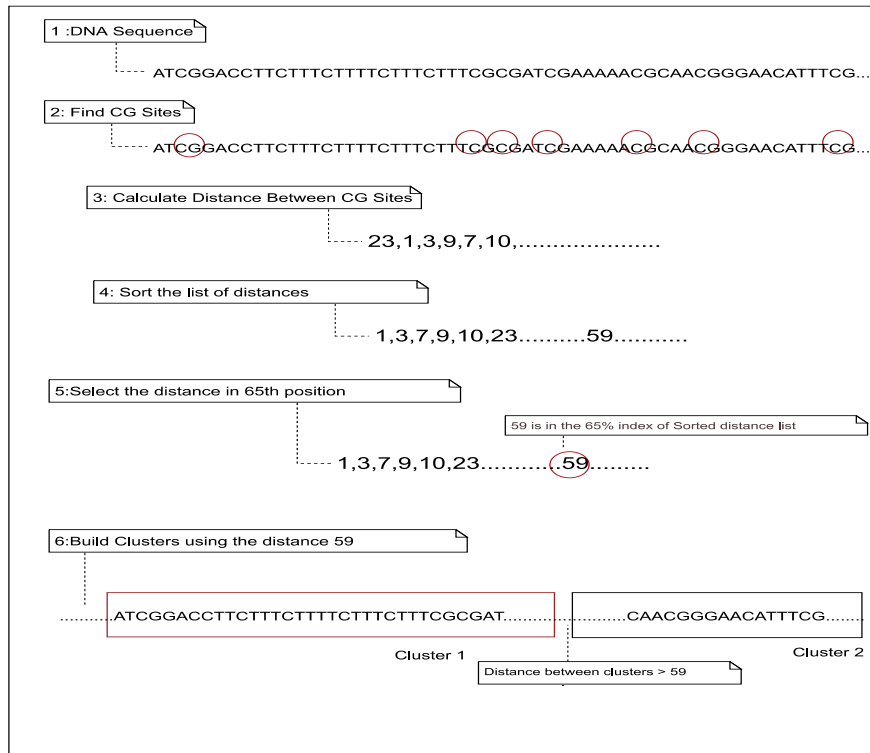 1 :DNA Sequence
ATCGGACCTTCTTTCTTTTCTTTCTTTCGCGATCGAAAAACGCAACGGGAACATTTCG...
2: Find CG Sites
ATCGGACCTTCTTTCTTTTCTTTCTTTCGCGATCGAAAAACGCAACGGGAACATTTCG...
3: Calculate Distance Between CG Sites
23,1,3,9,7,10,.....................
4: Sort the list of distances
1,3,7,9,10,23..........59...........
5:Select the distance in 65th position
59 is in the 65% index of Sorted distance list
1,3,7,9,10,23............59.........
6:Build Clusters using the distance 59
.............ATCGGACCTTCTTTCTTTTCTTTCTTTCGCGAT..............................CAACGGGAACATTTCG.........
Cluster 1
Cluster 2
Distance between clusters > 59